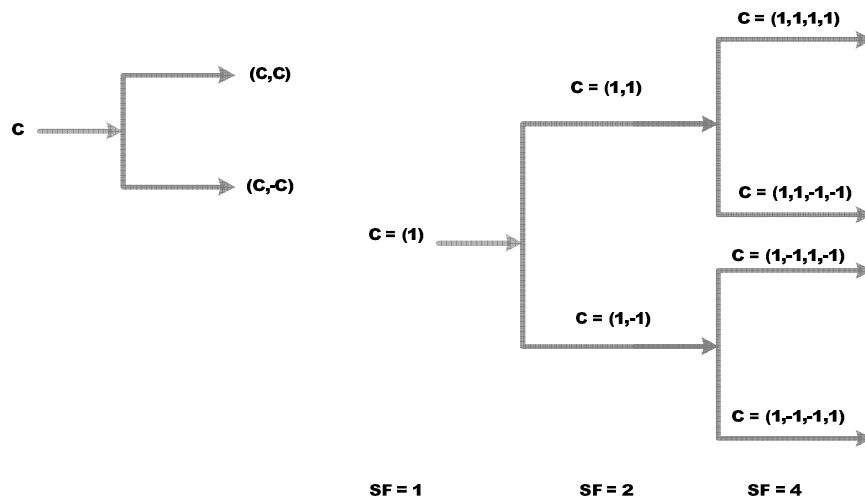 C
(C,C)
(C,-C)
C = (1)
C = (1,1)
C = (1,-1)
C = (1,1,1,1)
C = (1,1,-1,-1)
C = (1,-1,1,-1)
C = (1,-1,-1,1)
SF = 1
SF = 2
SF = 4